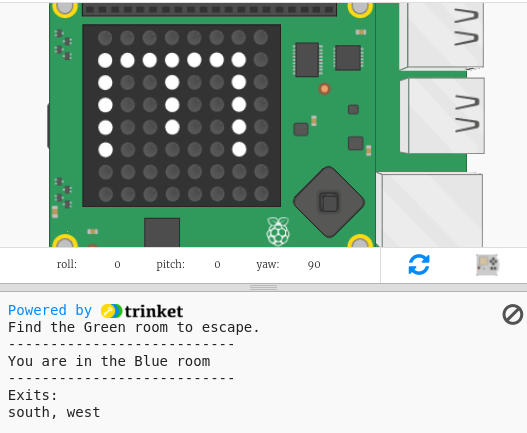 roll: 0 pitch: 0 yaw: 90
Powered by trinket
Find the Green room to escape.
---------------------------
You are in the Blue room
---------------------------
Exits:
south, west